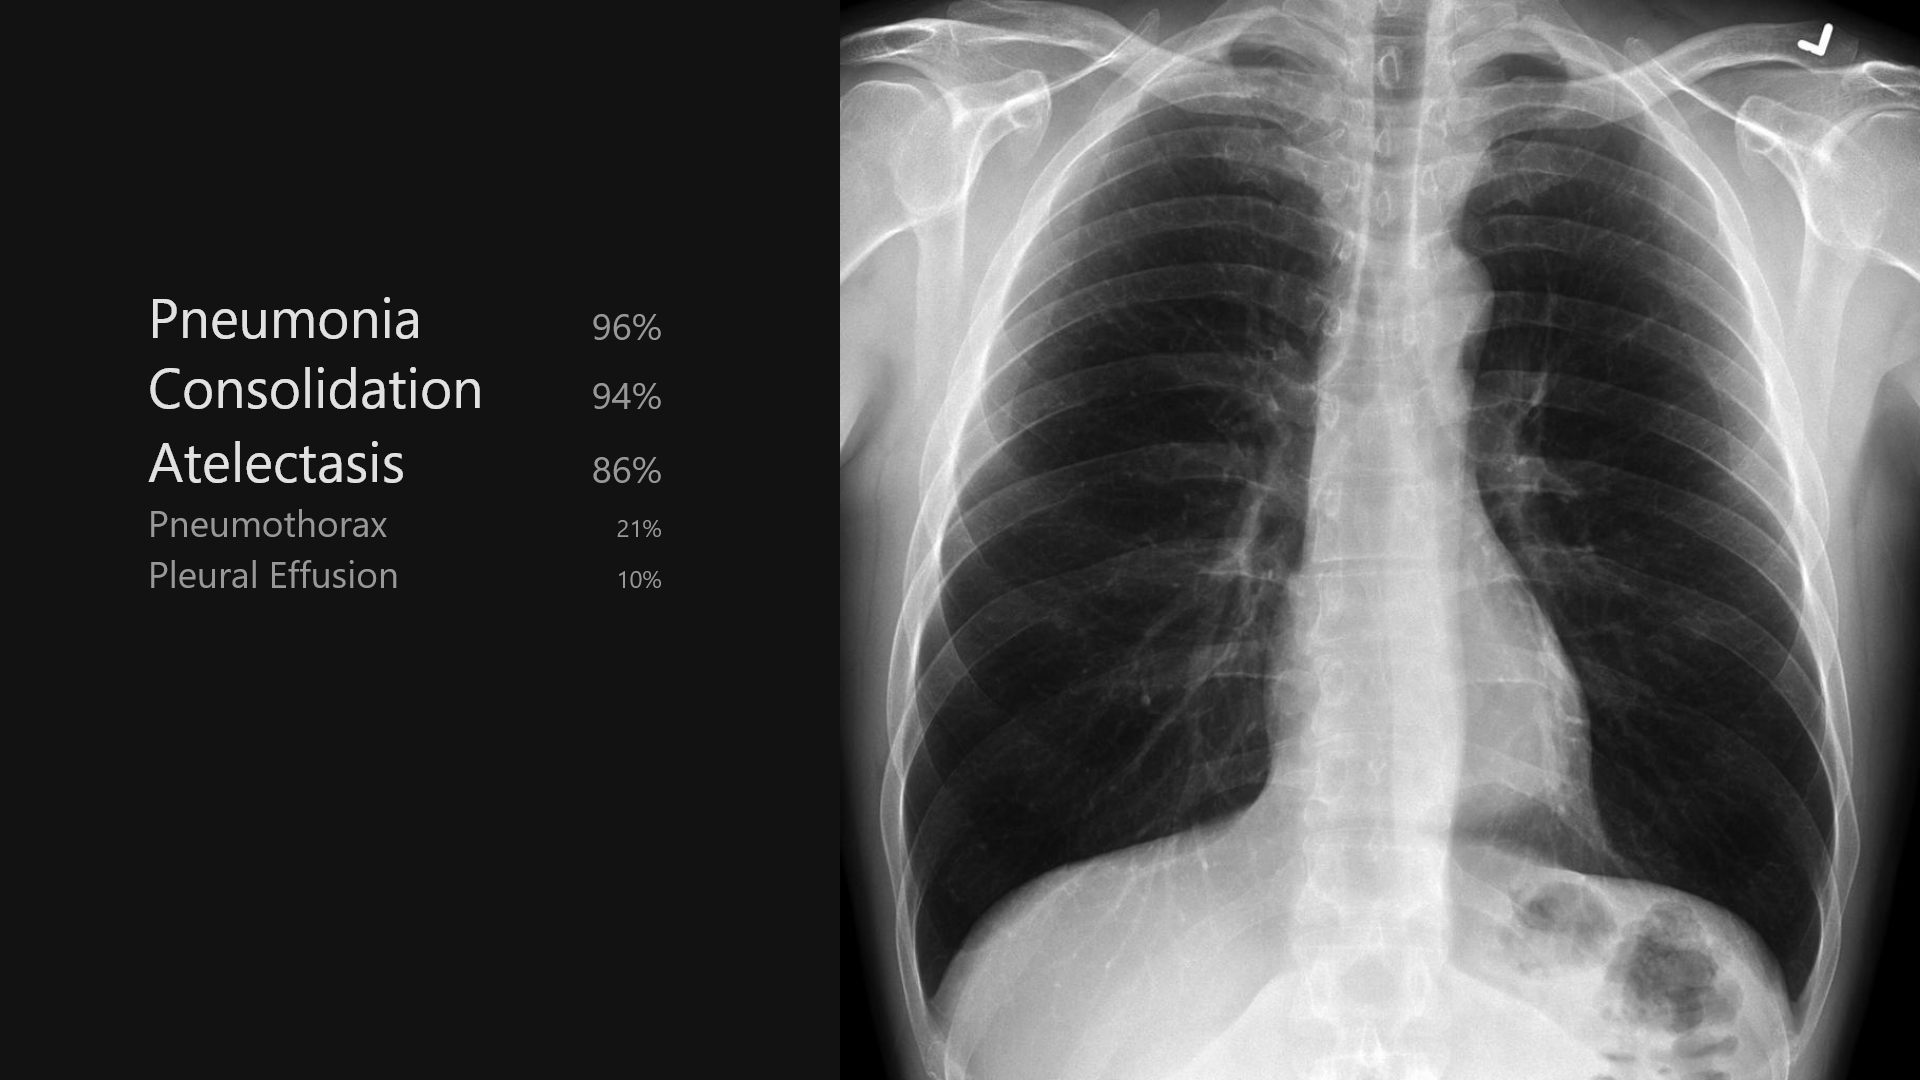 Pneumonia 96%
Consolidation 94%
Atelectasis 86%
Pneumothorax 21%
Pleural Effusion 10%
L